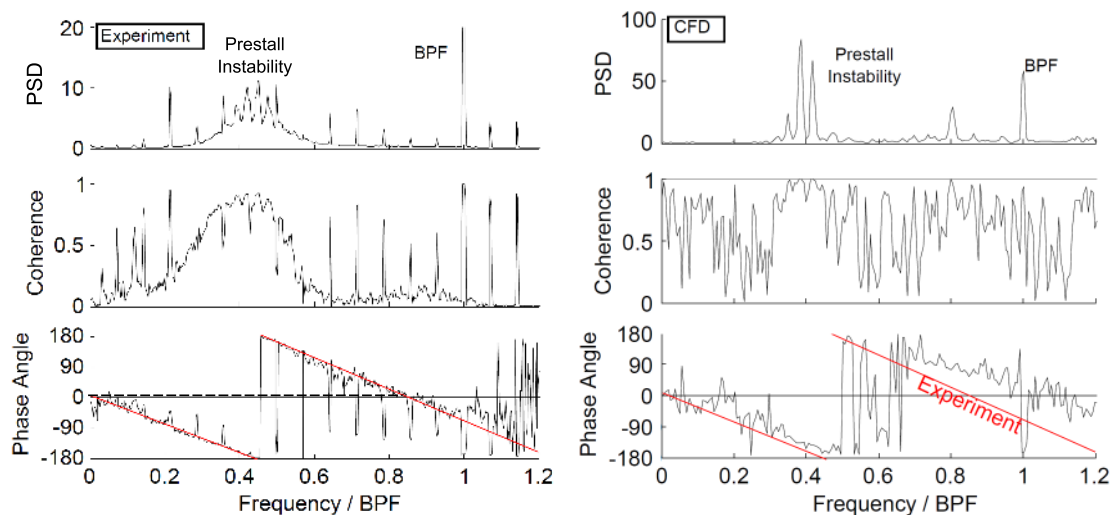 Experiment
Prestall
Instability
BPF
PSD
20
10
0
Coherence
1
0.5
0
Phase Angle
180
90
0
-90
-180
0
0.2
0.4
0.6
0.8
1
1.2
Frequency / BPF
CFD
Prestall
Instability
BPF
PSD
100
50
0
Coherence
1
0.5
0
Phase Angle
180
90
0
-90
-180
Experiment
0
0.2
0.4
0.6
0.8
1.0
1.2
Frequency / BPF